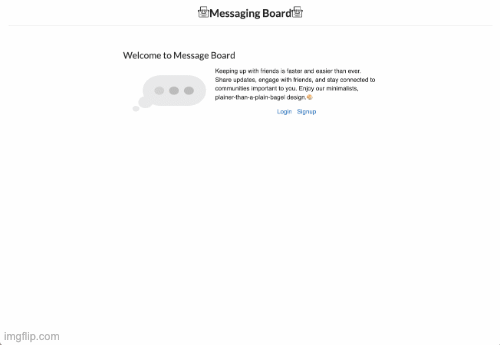 Messaging Board
Welcome to Message Board
Keeping up with friends is faster and easier than ever.
Share updates, engage with friends, and stay connected to
communities important to you. Enjoy our minimalists,
plainer-than-a-plain-bagel design.
Login Signup
imgflip.com